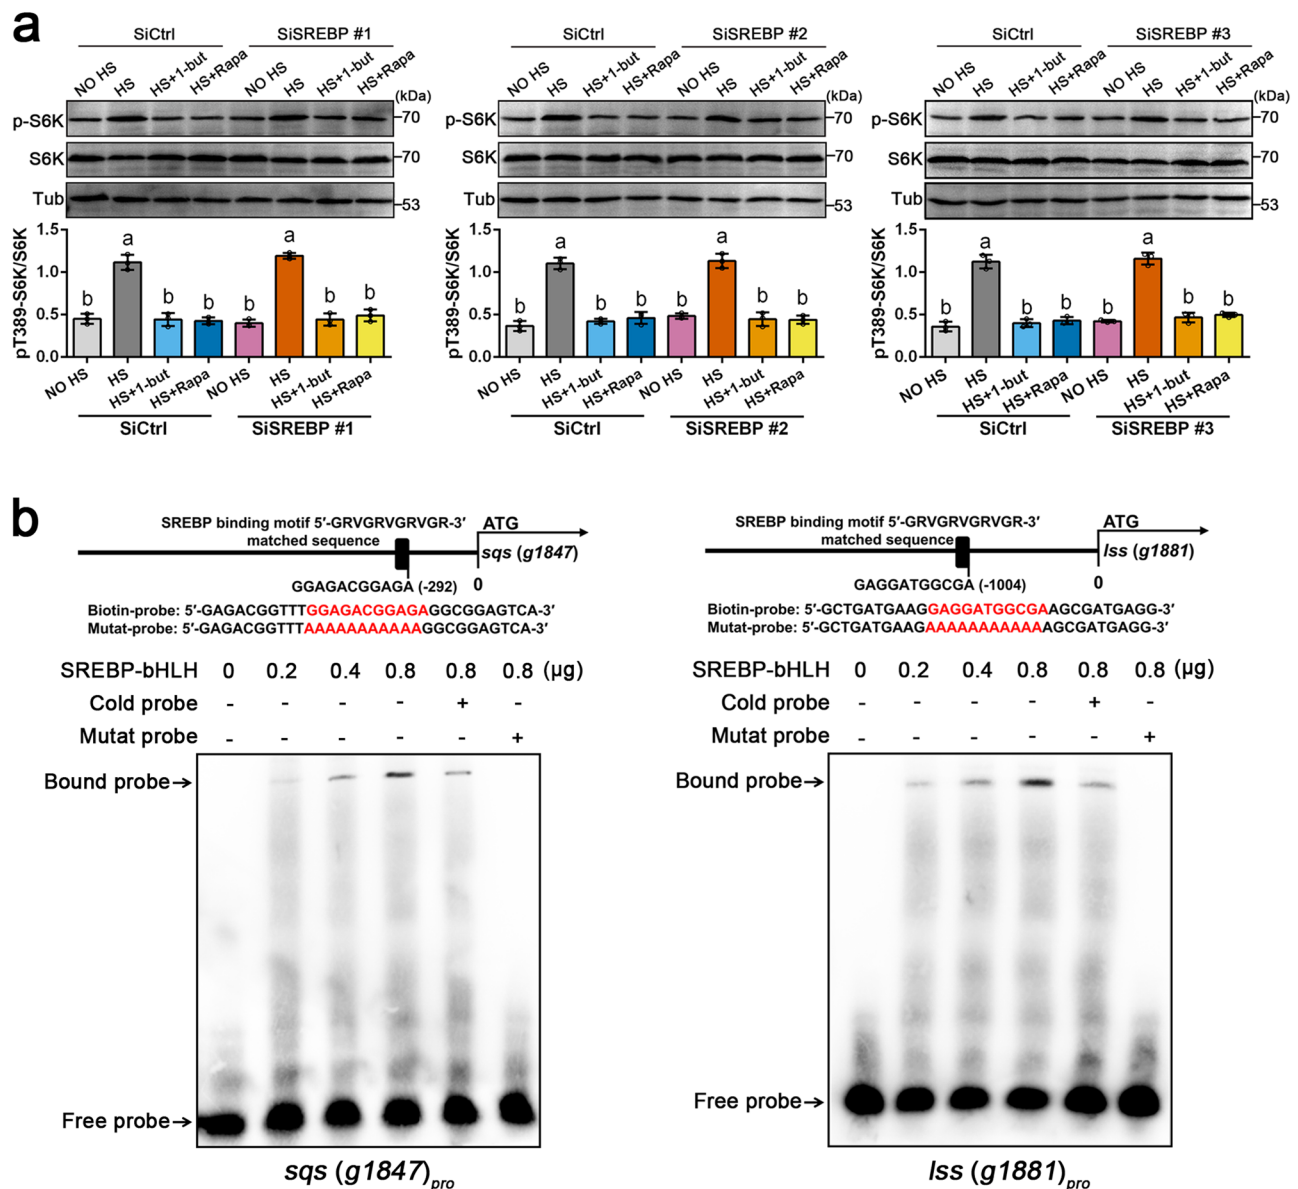 a
SiCtrl SiSREBP #1
NO HS HS HS+1-but HS+Rapa NO HS HS HS+1-but HS+Rapa
(kDa)
p-S6K 70
S6K 70
Tub 53
pT389-S6K/S6K
1.5
1.0
0.5
0.0
b a b b b a b b
NO HS HS HS+1-but HS+Rapa NO HS HS HS+1-but HS+Rapa
SiCtrl SiSREBP #1
SiCtrl SiSREBP #2
NO HS HS HS+1-but HS+Rapa NO HS HS HS+1-but HS+Rapa
(kDa)
p-S6K 70
S6K 70
Tub 53
pT389-S6K/S6K
1.5
1.0
0.5
0.0
b a b b b a b b
NO HS HS HS+1-but HS+Rapa NO HS HS HS+1-but HS+Rapa
SiCtrl SiSREBP #2
SiCtrl SiSREBP #3
NO HS HS HS+1-but HS+Rapa NO HS HS HS+1-but HS+Rapa
(kDa)
p-S6K 70
S6K 70
Tub 53
pT389-S6K/S6K
1.5
1.0
0.5
0.0
b a b b b a b b
NO HS HS HS+1-but HS+Rapa NO HS HS HS+1-but HS+Rapa
SiCtrl SiSREBP #3
b
SREBP binding motif 5′-GRVGRVGRVGR-3′
matched sequence
ATG
sqs (g1847)
GGAGACGGAGA (-292) 0
Biotin-probe: 5′-GAGACGGTTTGGAGACGGAGAGGCGGAGTCA-3′
Mutat-probe: 5′-GAGACGGTTTAAAAAAAAAAAGGCGGAGTCA-3′
SREBP-bHLH 0 0.2 0.4 0.8 0.8 0.8 (µg)
Cold probe - - - - + -
Mutat probe - - - - - +
Bound probe→
Free probe→
sqs (g1847)pro
SREBP binding motif 5′-GRVGRVGRVGR-3′
matched sequence
ATG
lss (g1881)
GAGGATGGCGA (-1004) 0
Biotin-probe: 5′-GCTGATGAAGGAGGATGGCGAAGCGATGAGG-3′
Mutat-probe: 5′-GCTGATGAAGAAAAAAAAAAAAGCGATGAGG-3′
SREBP-bHLH 0 0.2 0.4 0.8 0.8 0.8 (µg)
Cold probe - - - - + -
Mutat probe - - - - - +
Bound probe→
Free probe→
lss (g1881)pro